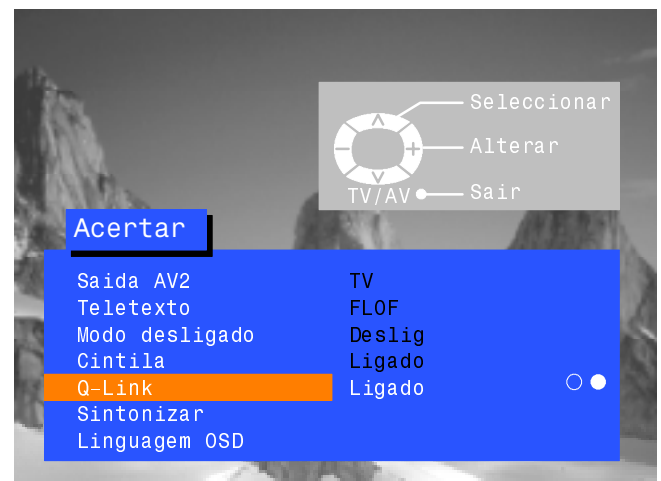 Seleccionar
Alterar
TV/AV Sair
Acertar
Saida AV2 TV
Teletexto FLOF
Modo desligado Deslig
Cintila Ligado
Q-Link Ligado
Sintonizar
Linguagem OSD